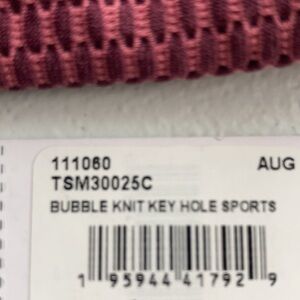 111060 AUG
TSM30025C
BUBBLE KNIT KEY HOLE SPORTS
1 95944 41792 9